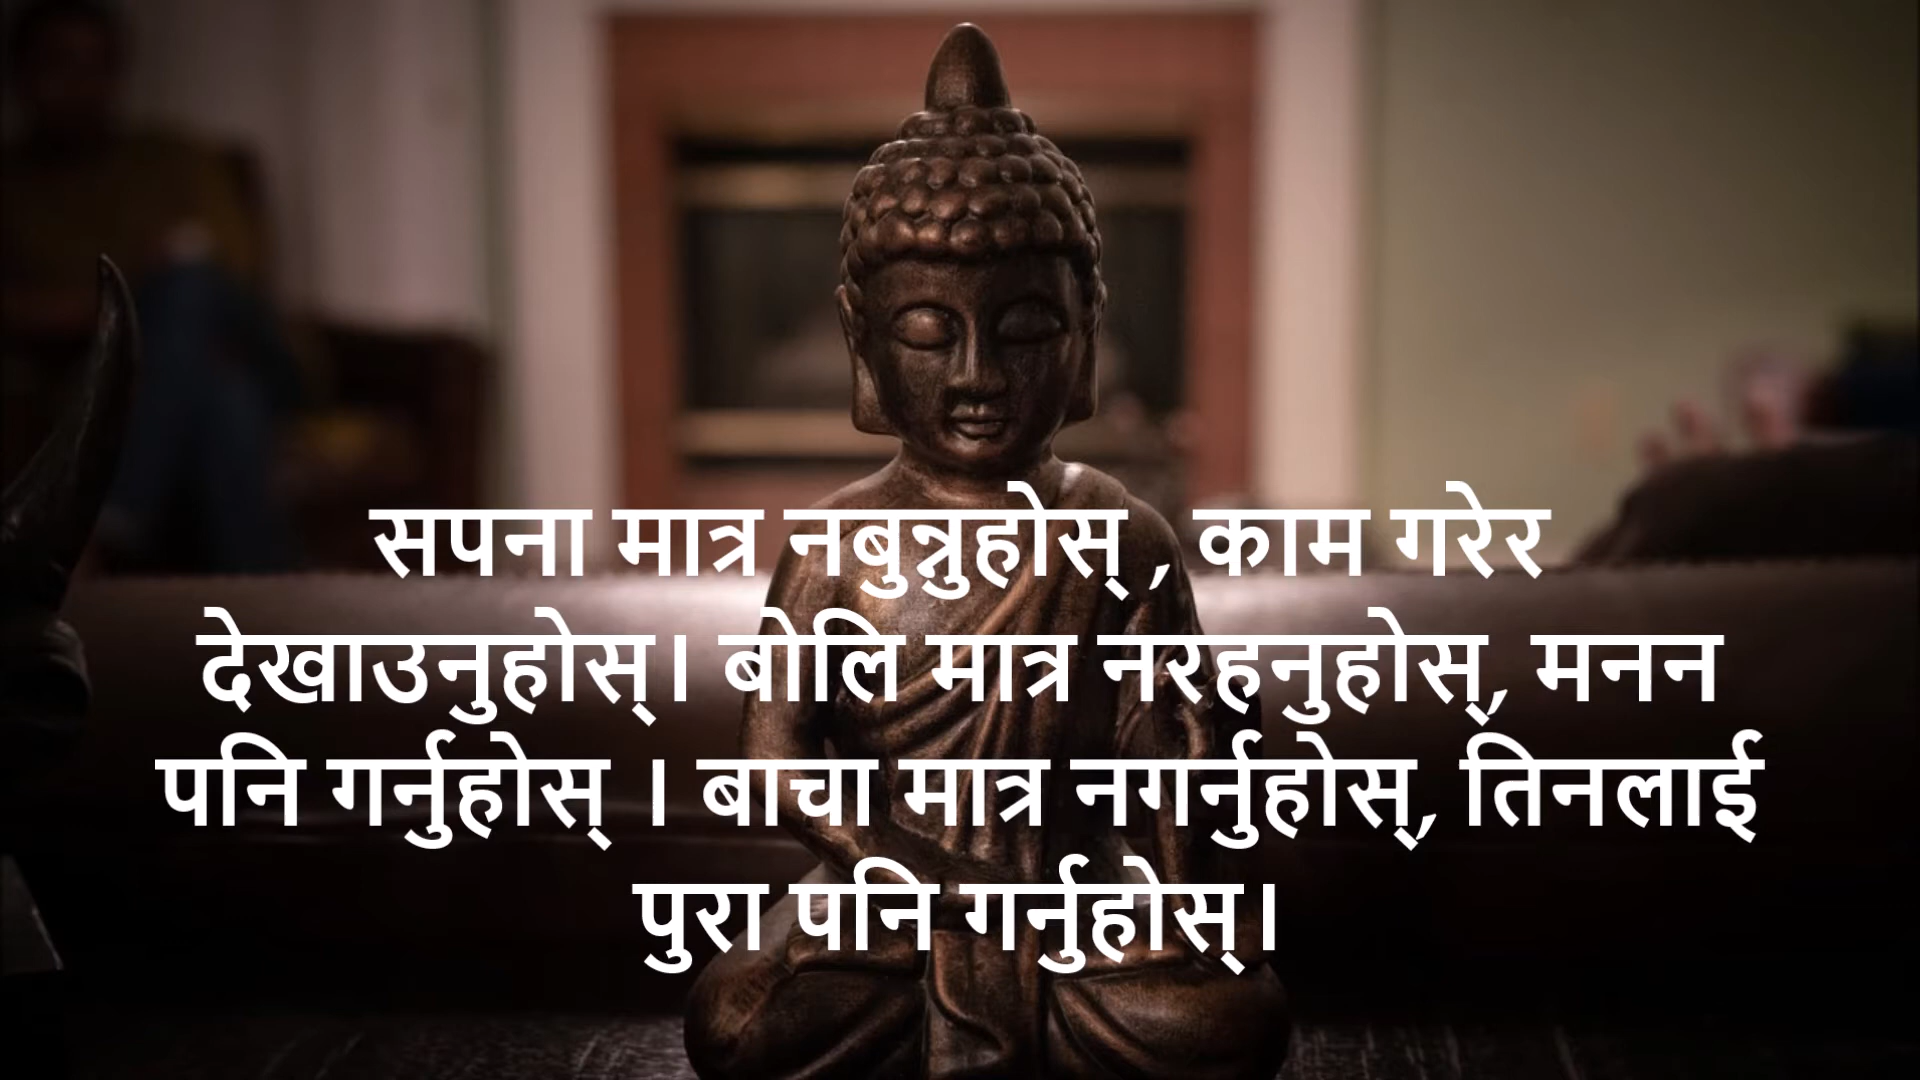 सपना मात्र नबुन्नुहोस् , काम गरेर
देखाउनुहोस्। बोलि मात्र नरहनुहोस्, मनन
पनि गर्नुहोस् । बाचा मात्र नगर्नुहोस्, तिनलाई
पुरा पनि गर्नुहोस्।